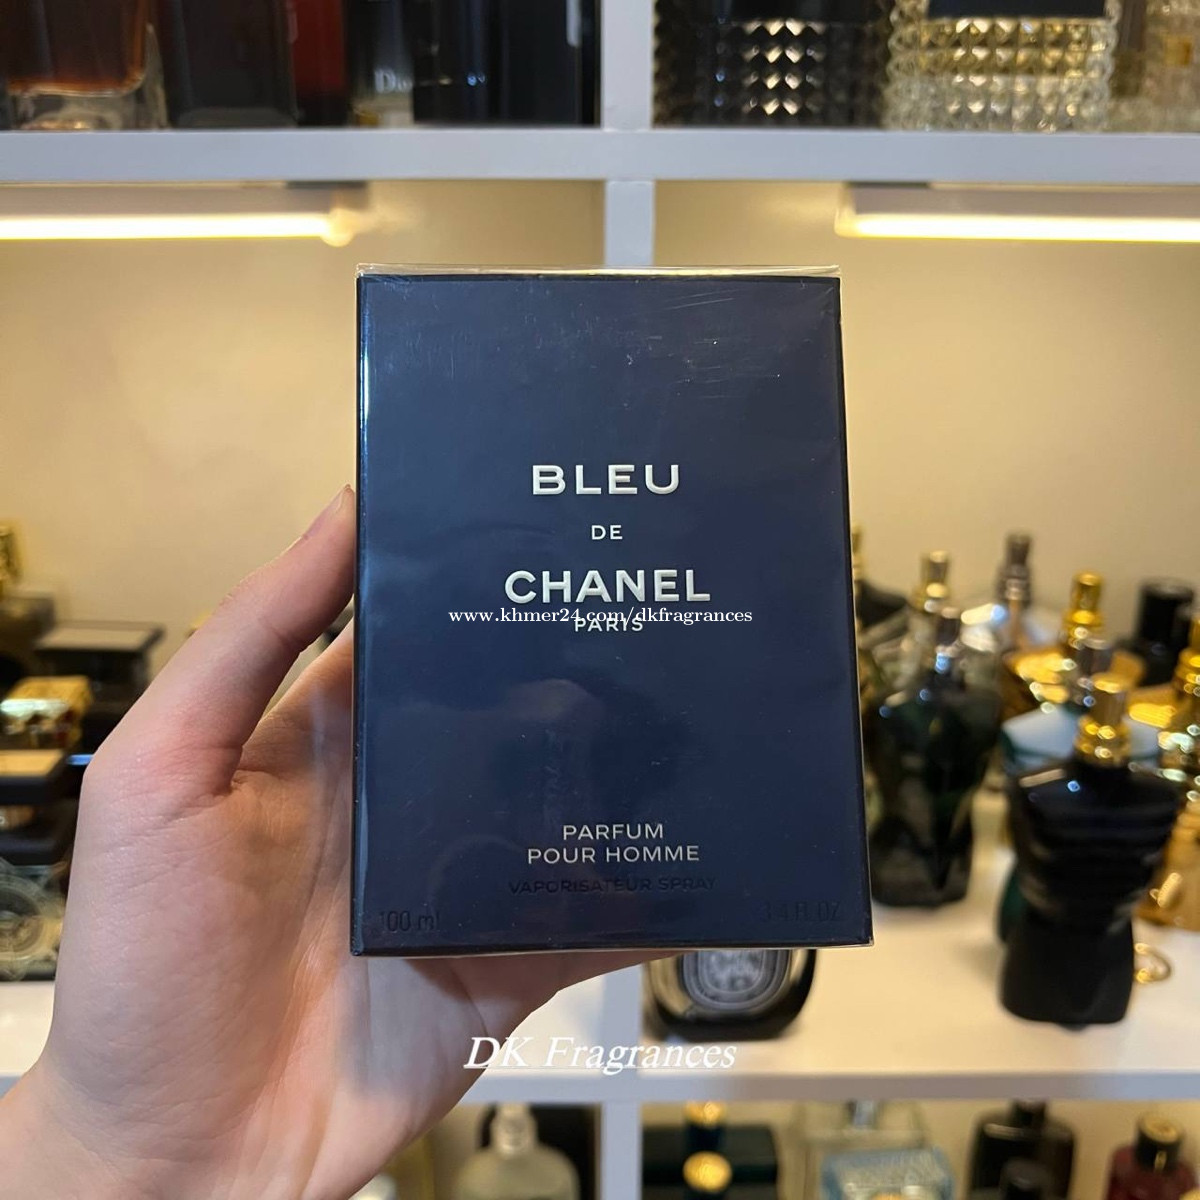 BLEU
DE
CHANEL
www.khmer24.com/dkfragrances
PARIS
PARFUM
POUR HOMME
VAPORISATEUR SPRAY
100 ml 3.4 FL.OZ
DK Fragrances